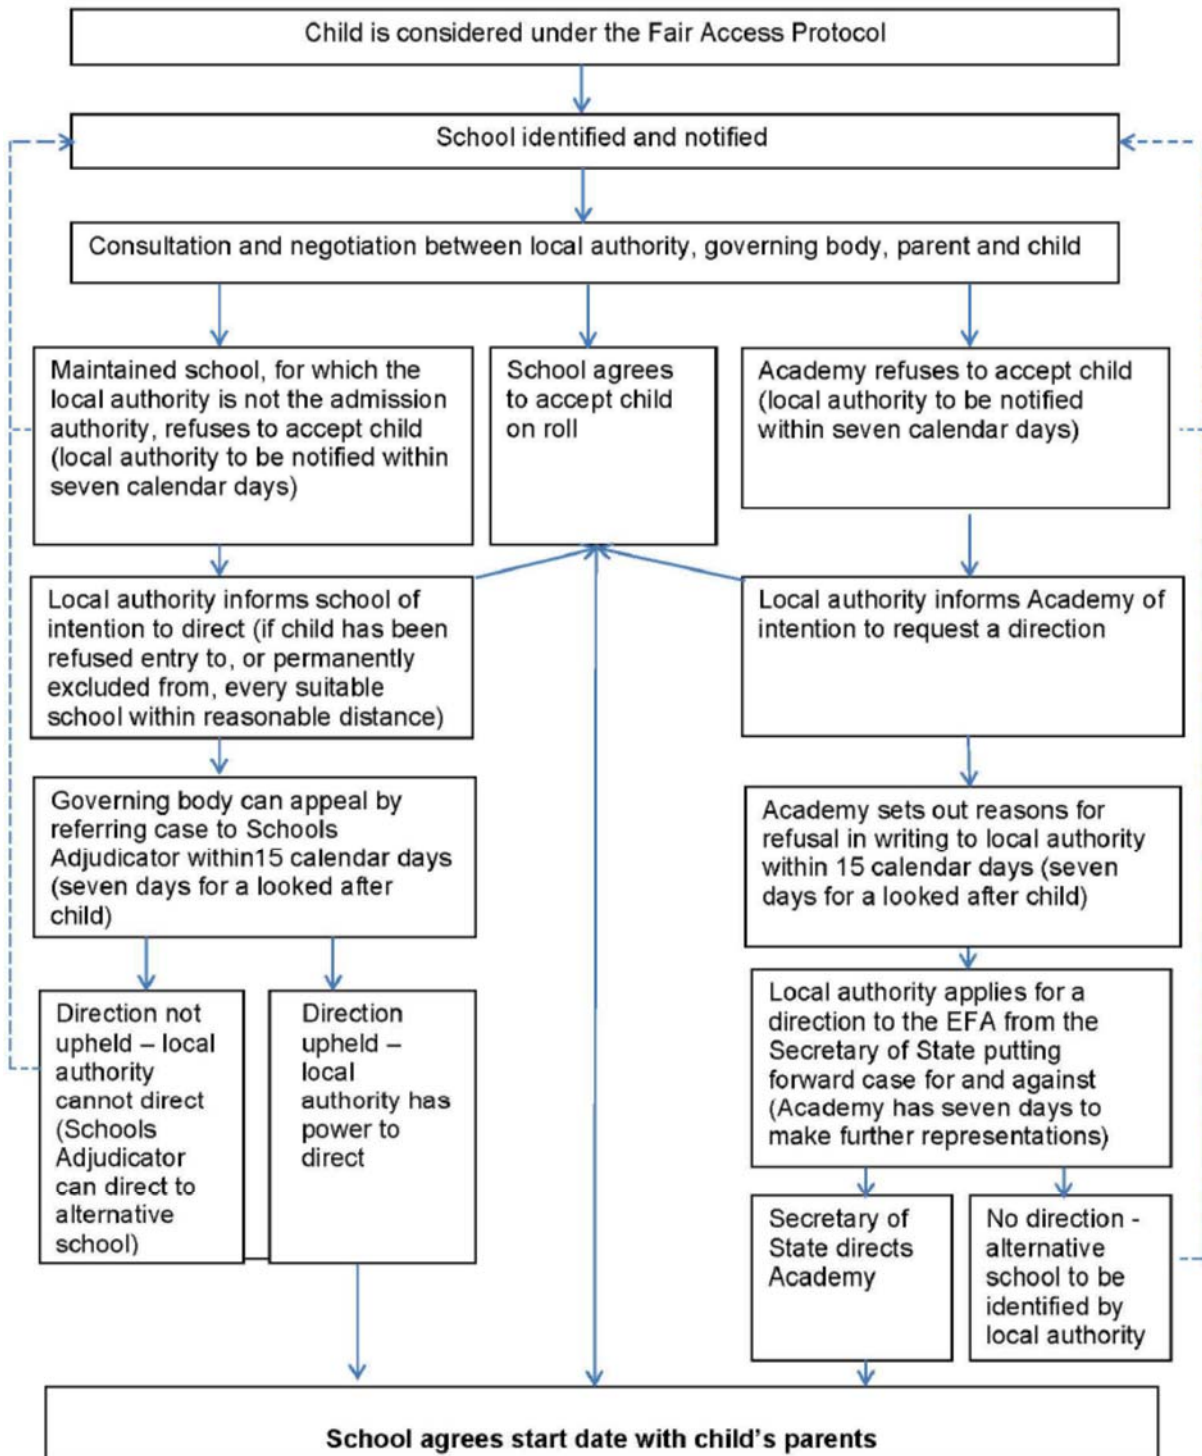 Child is considered under the Fair Access Protocol
School identified and notified
Consultation and negotiation between local authority, governing body, parent and child
Maintained school, for which the
local authority is not the admission
authority, refuses to accept child
(local authority to be notified within
seven calendar days)
School agrees
to accept child
on roll
Academy refuses to accept child
(local authority to be notified
within seven calendar days)
Local authority informs school of
intention to direct (if child has been
refused entry to, or permanently
excluded from, every suitable
school within reasonable distance)
Local authority informs Academy of
intention to request a direction
Governing body can appeal by
referring case to Schools
Adjudicator within15 calendar days
(seven days for a looked after
child)
Academy sets out reasons for
refusal in writing to local authority
within 15 calendar days (seven
days for a looked after child)
Direction not
upheld – local
authority
cannot direct
(Schools
Adjudicator
can direct to
alternative
school)
Direction
upheld –
local
authority has
power to
direct
Local authority applies for a
direction to the EFA from the
Secretary of State putting
forward case for and against
(Academy has seven days to
make further representations)
Secretary of
State directs
Academy
No direction -
alternative
school to be
identified by
local authority
School agrees start date with child's parents